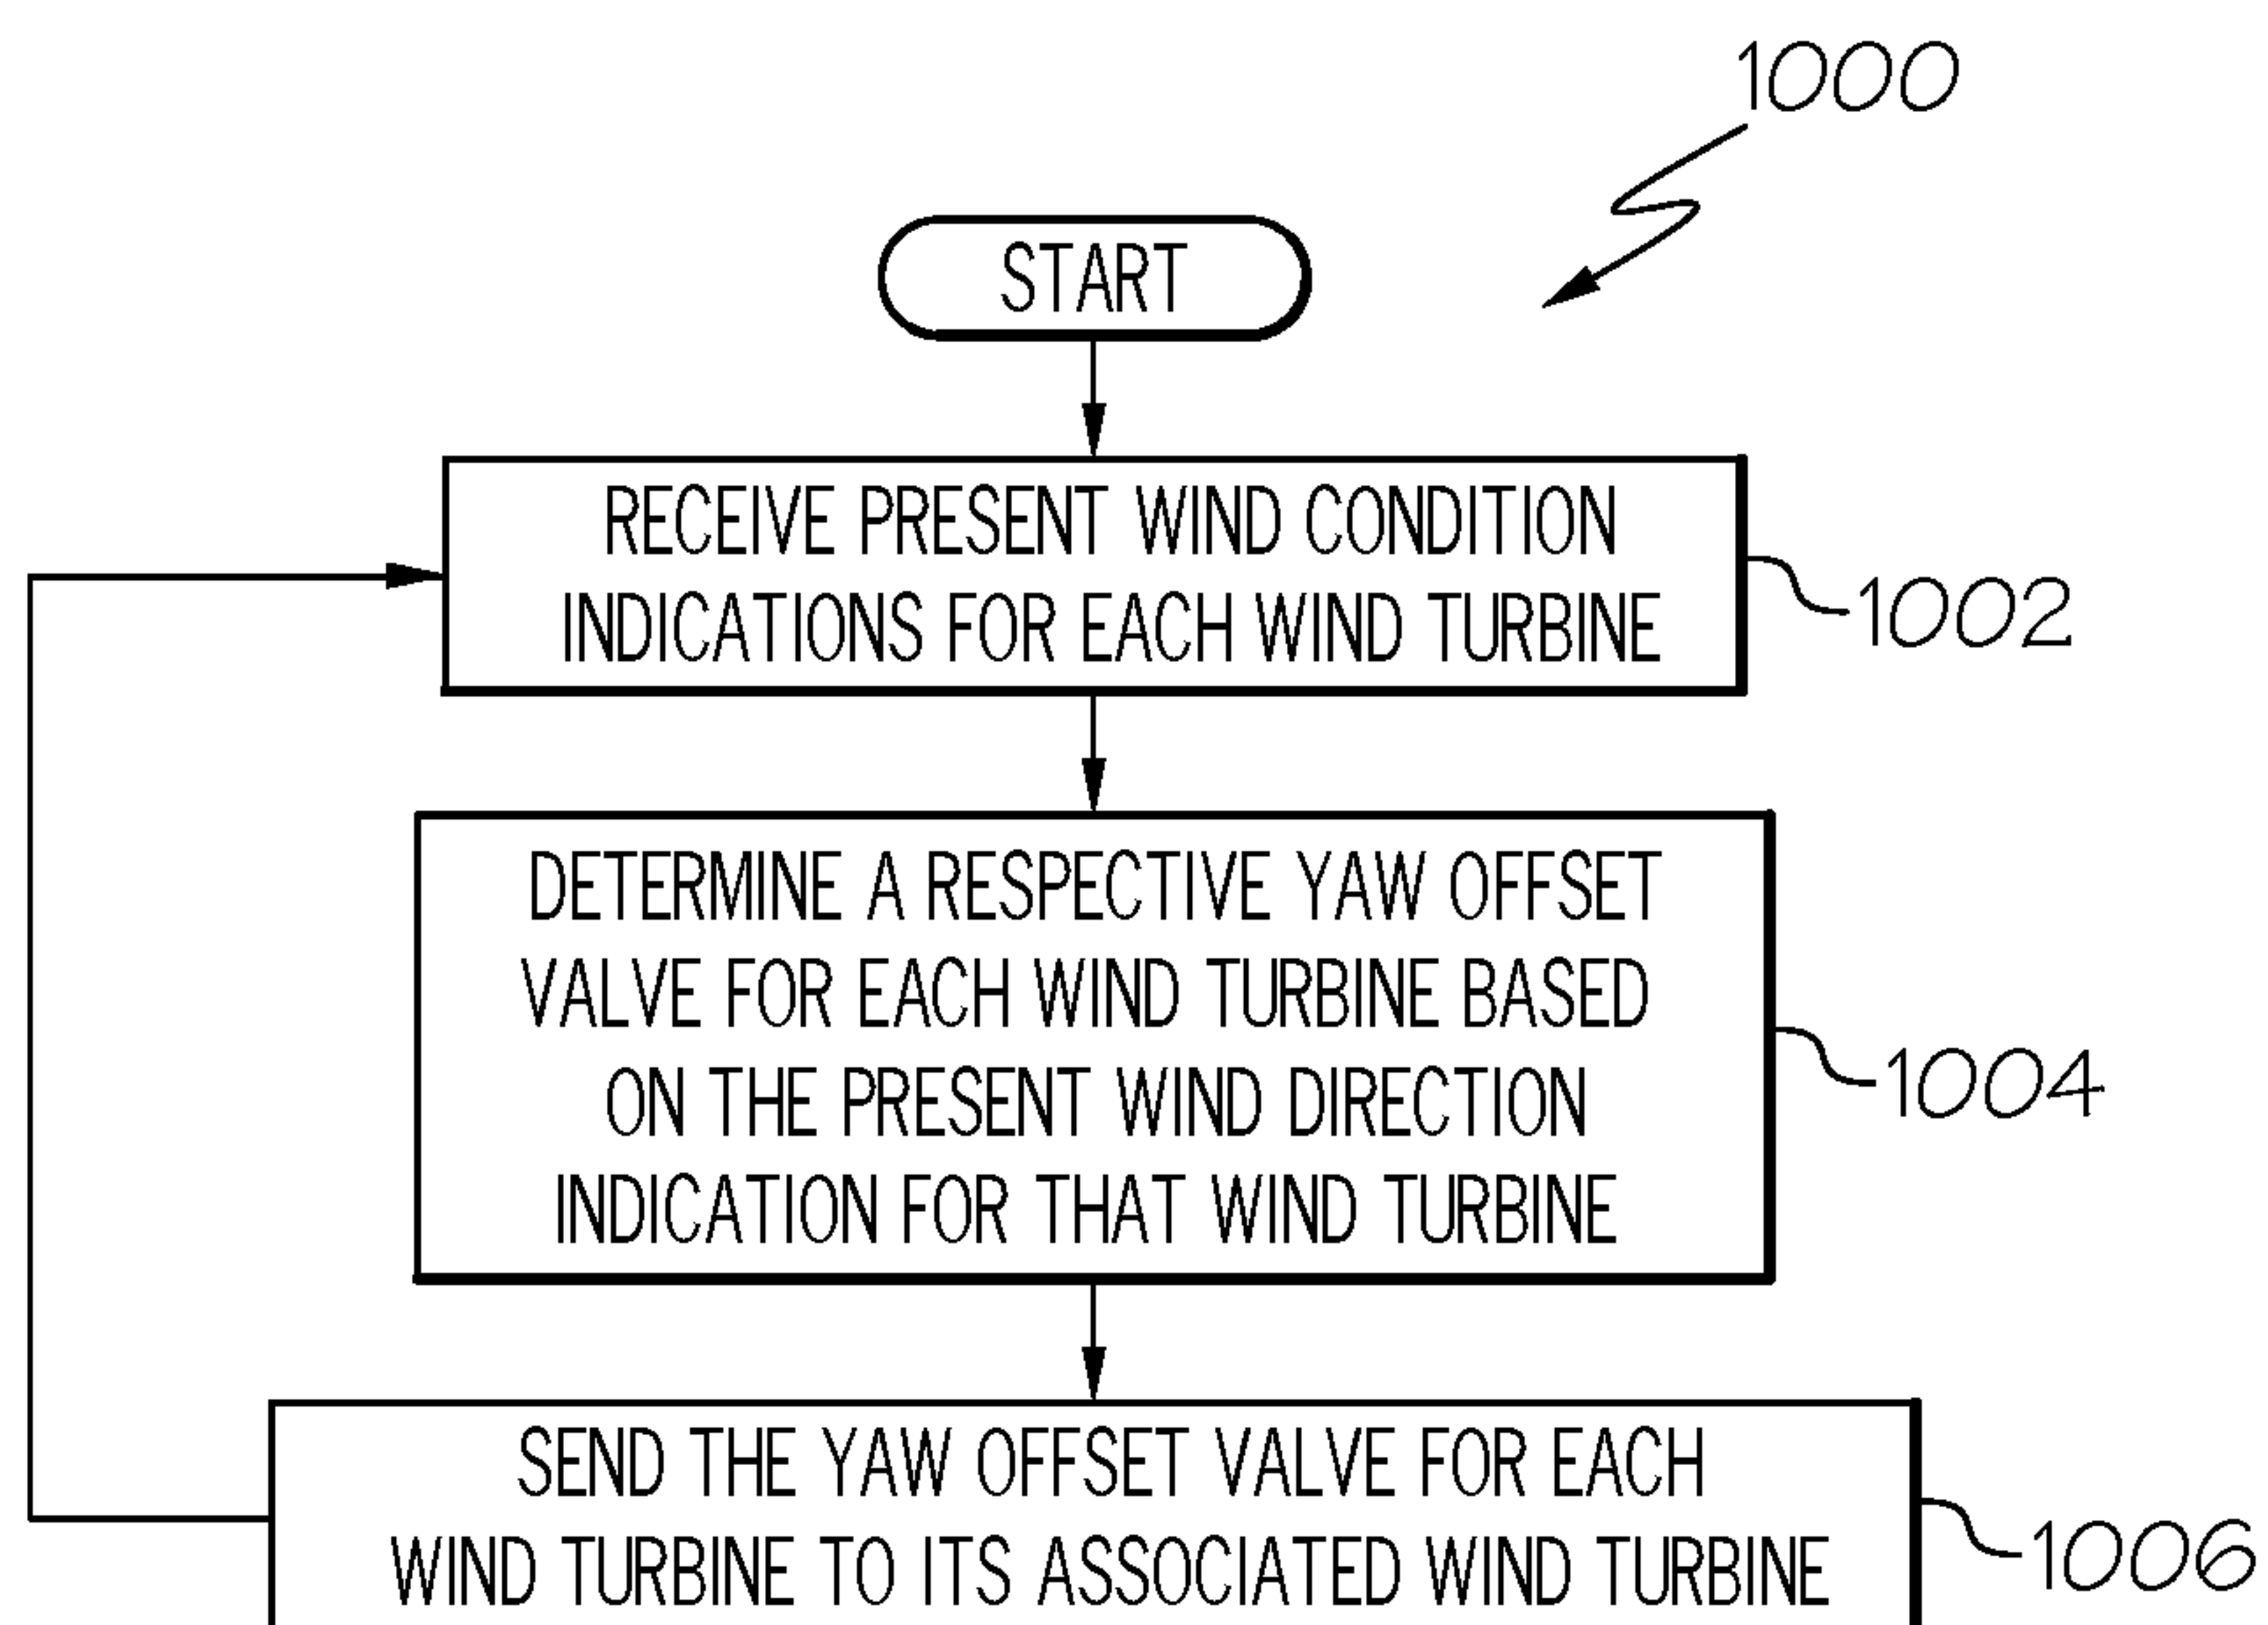 1000
START
RECEIVE PRESENT WIND CONDITION
INDICATIONS FOR EACH WIND TURBINE
1002
DETERMINE A RESPECTIVE YAW OFFSET
VALVE FOR EACH WIND TURBINE BASED
ON THE PRESENT WIND DIRECTION
INDICATION FOR THAT WIND TURBINE
1004
SEND THE YAW OFFSET VALVE FOR EACH
WIND TURBINE TO ITS ASSOCIATED WIND TURBINE
1006